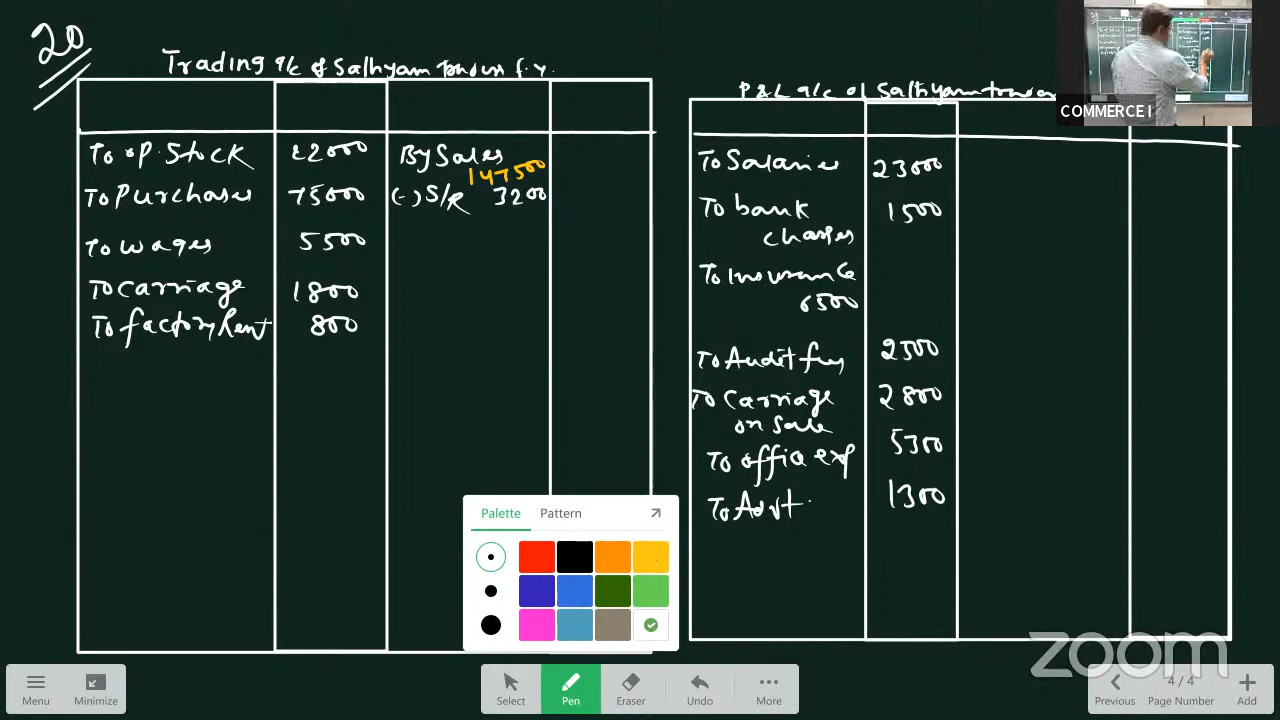 20
Trading a/c of Sathyam
P&L a/c of Sathyam
COMMERCE I
To op. Stock 22000 By Sales
147500
To Purchases 75000 (-) S/R 3200
To wages 5500
To Carriage 1800
To factory Rent 800
To Salaries 23000
To bank 1500
charges
To Insurance
6500
To Audit fees 2500
To Carriage 2800
on sale
To office exp 5300
To Advt. 1300
Palette Pattern
zoom
Menu Minimize Select Pen Eraser Undo More Previous 4/4 Page Number Add